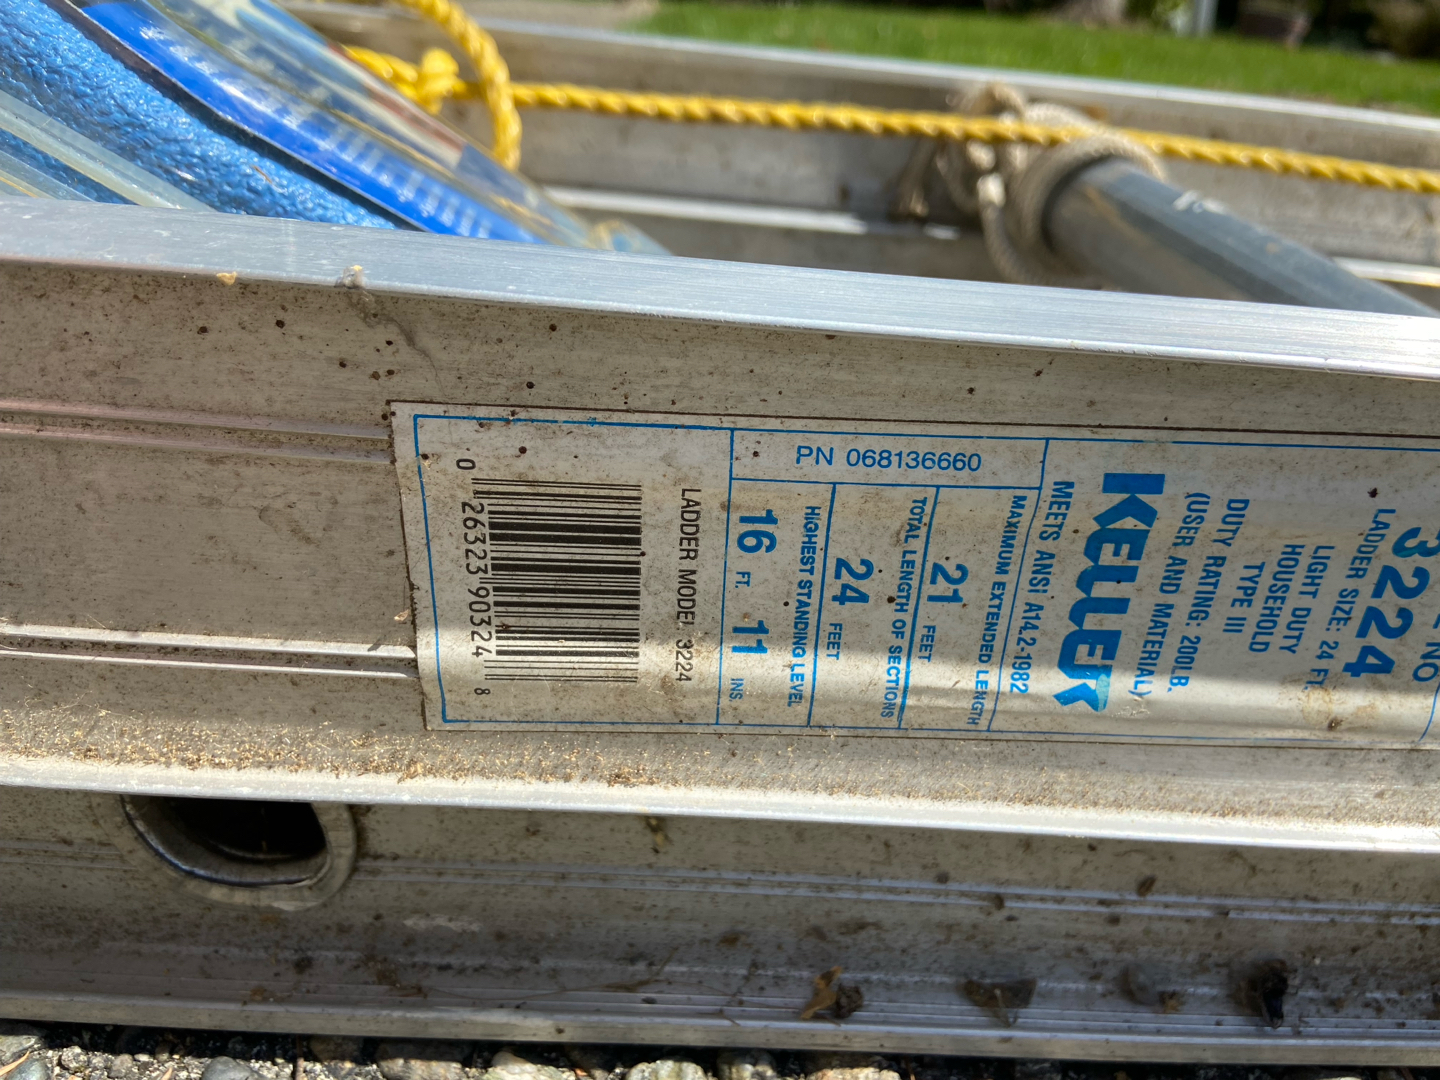 NO
3224
LADDER SIZE: 24 FT.
LIGHT DUTY
HOUSEHOLD
TYPE III
DUTY RATING: 200LB.
(USER AND MATERIAL)
KELLER
MEETS ANSI A14.2-1982
PN 068136660
MAXIMUM EXTENDED LENGTH
21 FEET
TOTAL LENGTH OF SECTIONS
24 FEET
HIGHEST STANDING LEVEL
16 FT. 11 INS.
LADDER MODEL 3224
0 26323 90324 8